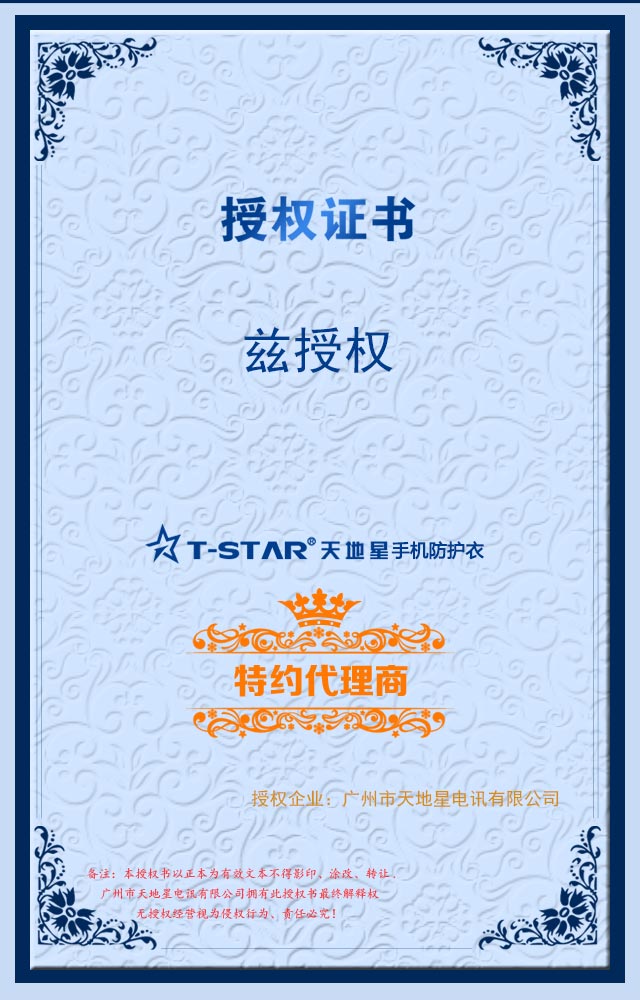 授权证书
兹授权
T-STAR® 天地星手机防护衣
特约代理商
授权企业：广州市天地星电讯有限公司
备注：本授权书以正本为有效文本不得影印、涂改、转让.
广州市天地星电讯有限公司拥有此授权书最终解释权
无授权经营视为侵权行为、责任必究！